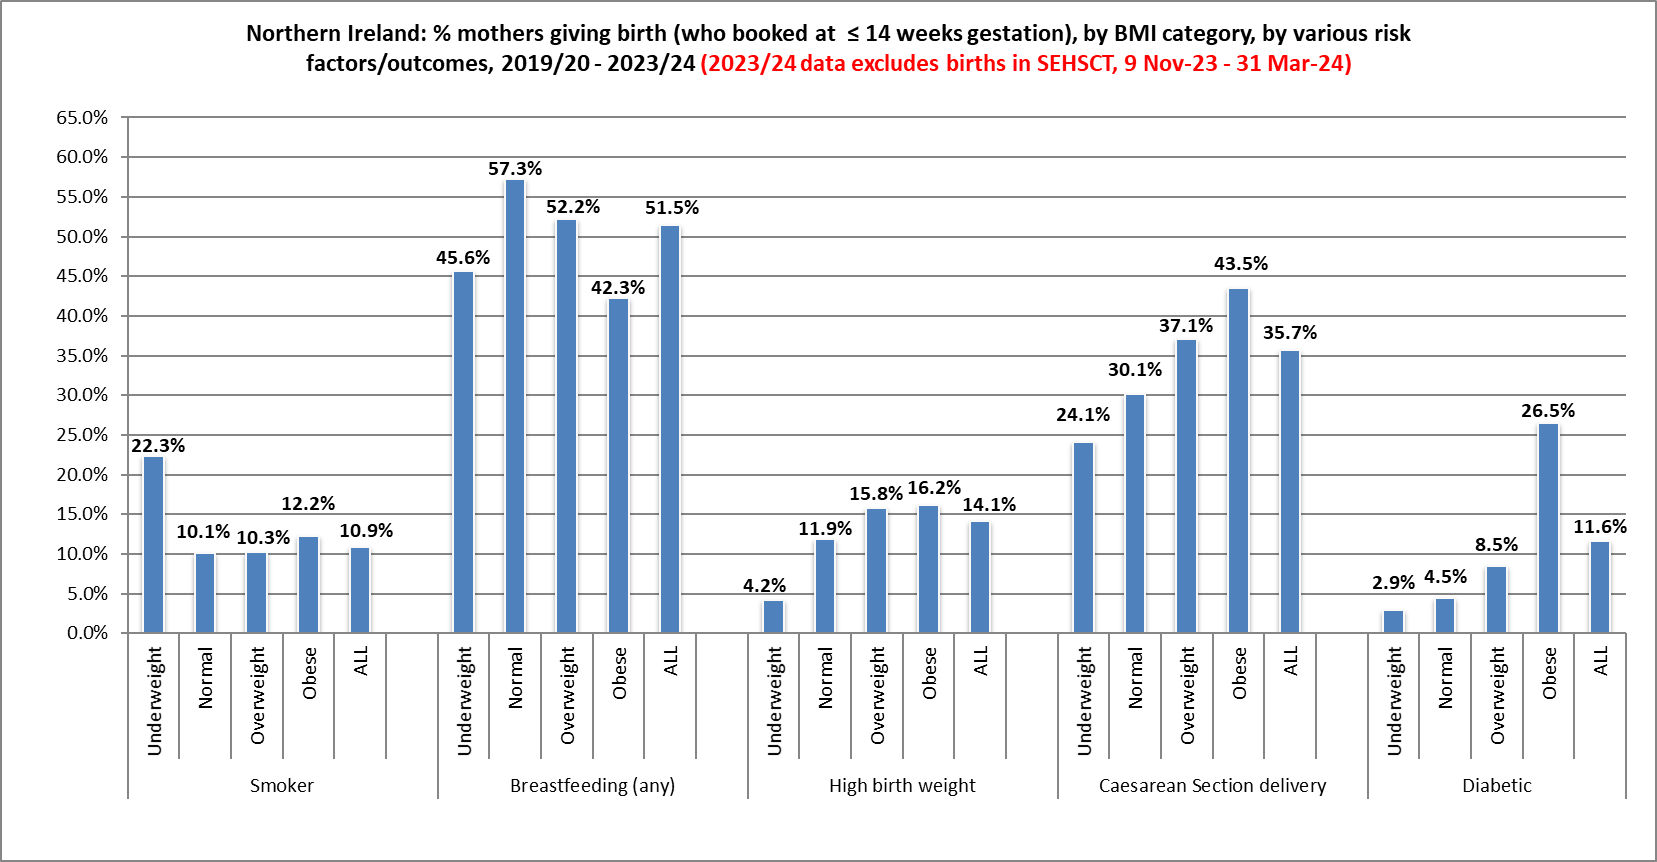 Northern Ireland: % mothers giving birth (who booked at ≤ 14 weeks gestation), by BMI category, by various risk
factors/outcomes, 2019/20 - 2023/24 (2023/24 data excludes births in SEHSCT, 9 Nov-23 - 31 Mar-24)
65.0%
60.0%
55.0%
50.0%
45.0%
40.0%
35.0%
30.0%
25.0%
20.0%
15.0%
10.0%
5.0%
0.0%
22.3%
10.1%
10.3%
12.2%
10.9%
45.6%
57.3%
52.2%
42.3%
51.5%
4.2%
11.9%
15.8%
16.2%
14.1%
24.1%
30.1%
37.1%
43.5%
35.7%
2.9%
4.5%
8.5%
26.5%
11.6%
Underweight
Normal
Overweight
Obese
ALL
Underweight
Normal
Overweight
Obese
ALL
Underweight
Normal
Overweight
Obese
ALL
Underweight
Normal
Overweight
Obese
ALL
Underweight
Normal
Overweight
Obese
ALL
Smoker
Breastfeeding (any)
High birth weight
Caesarean Section delivery
Diabetic